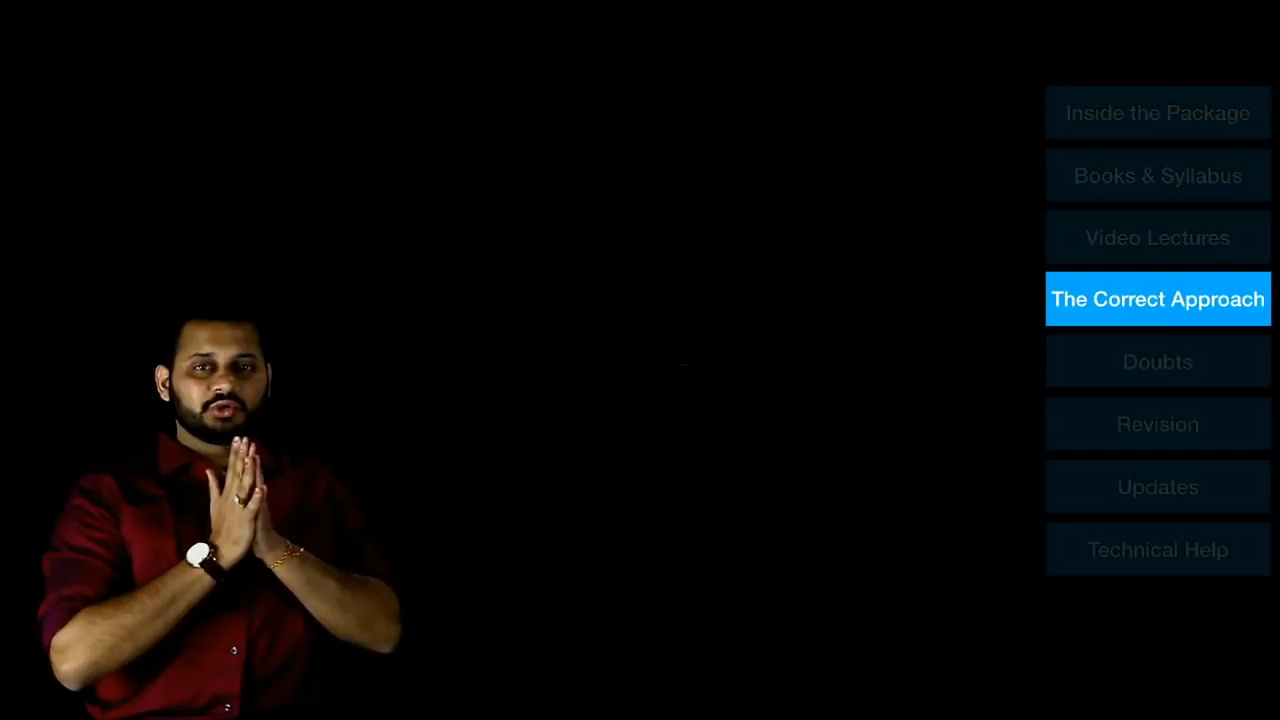 Inside the Package
Books & Syllabus
Video Lectures
The Correct Approach
Doubts
Revision
Updates
Technical Help